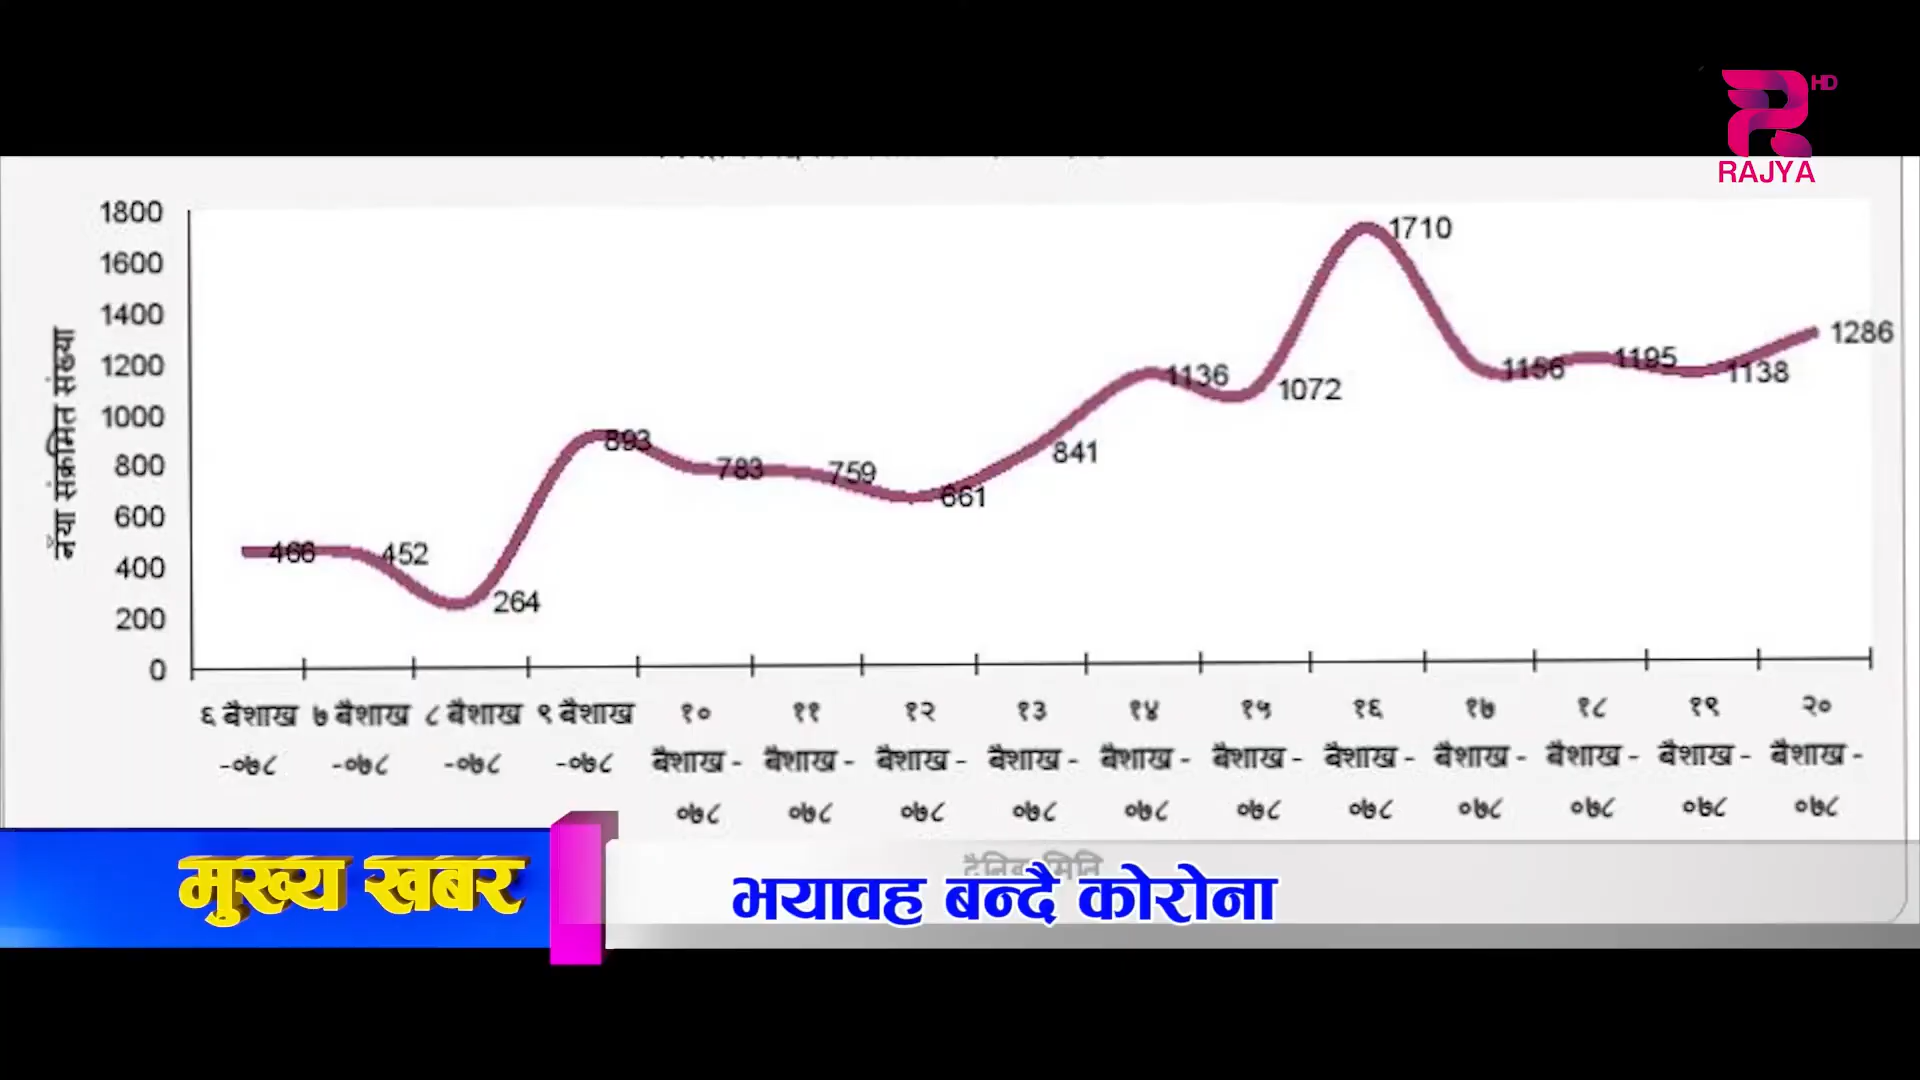 HD
RAJYA
1800
1600
1400
1200
1000
800
600
400
200
0
नयाँ संक्रमित संख्या
466
452
264
893
783
759
661
841
1136
1072
1710
1156
1195
1138
1286
६ बैशाख -०७८
७ बैशाख -०७८
८ बैशाख -०७८
९ बैशाख -०७८
१० बैशाख - ०७८
११ बैशाख - ०७८
१२ बैशाख - ०७८
१३ बैशाख - ०७८
१४ बैशाख - ०७८
१५ बैशाख - ०७८
१६ बैशाख - ०७८
१७ बैशाख - ०७८
१८ बैशाख - ०७८
१९ बैशाख - ०७८
२० बैशाख - ०७८
मुख्य खबर
भयावह बन्दै कोरोना